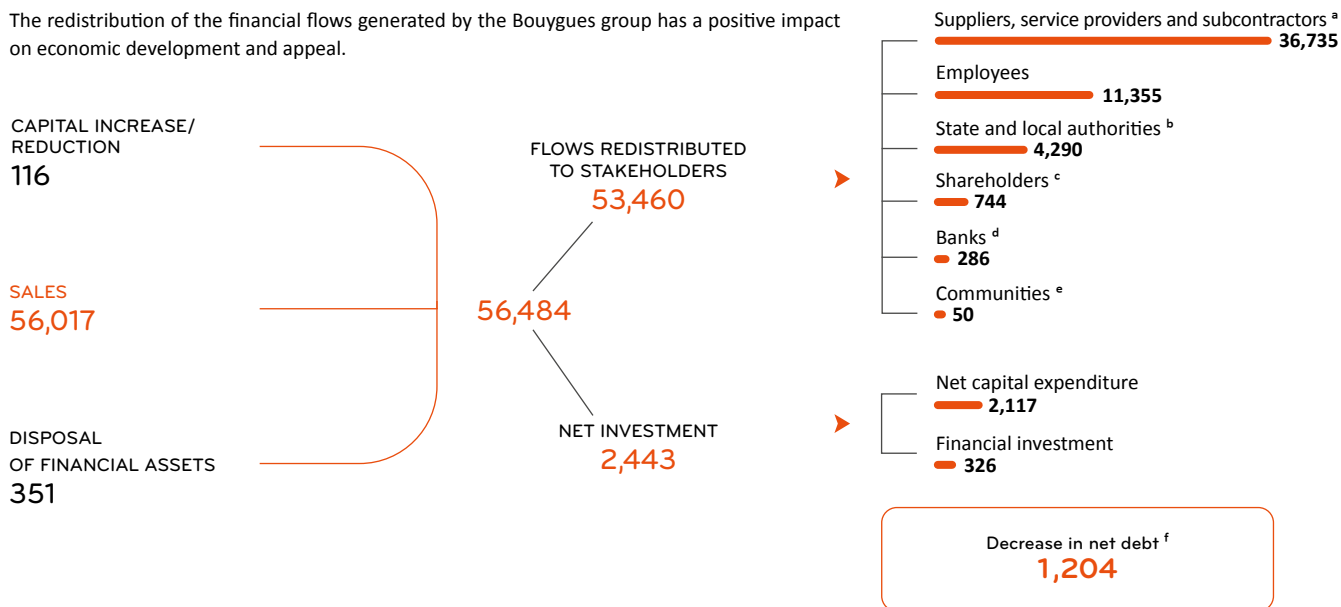 The redistribution of the financial flows generated by the Bouygues group has a positive impact
on economic development and appeal.
CAPITAL INCREASE/
REDUCTION
116
SALES
56,017
DISPOSAL
OF FINANCIAL ASSETS
351
56,484
FLOWS REDISTRIBUTED
TO STAKEHOLDERS
53,460
NET INVESTMENT
2,443
Suppliers, service providers and subcontractors a
36,735
Employees
11,355
State and local authorities b
4,290
Shareholders c
744
Banks d
286
Communities e
50
Net capital expenditure
2,117
Financial investment
326
Decrease in net debt f
1,204